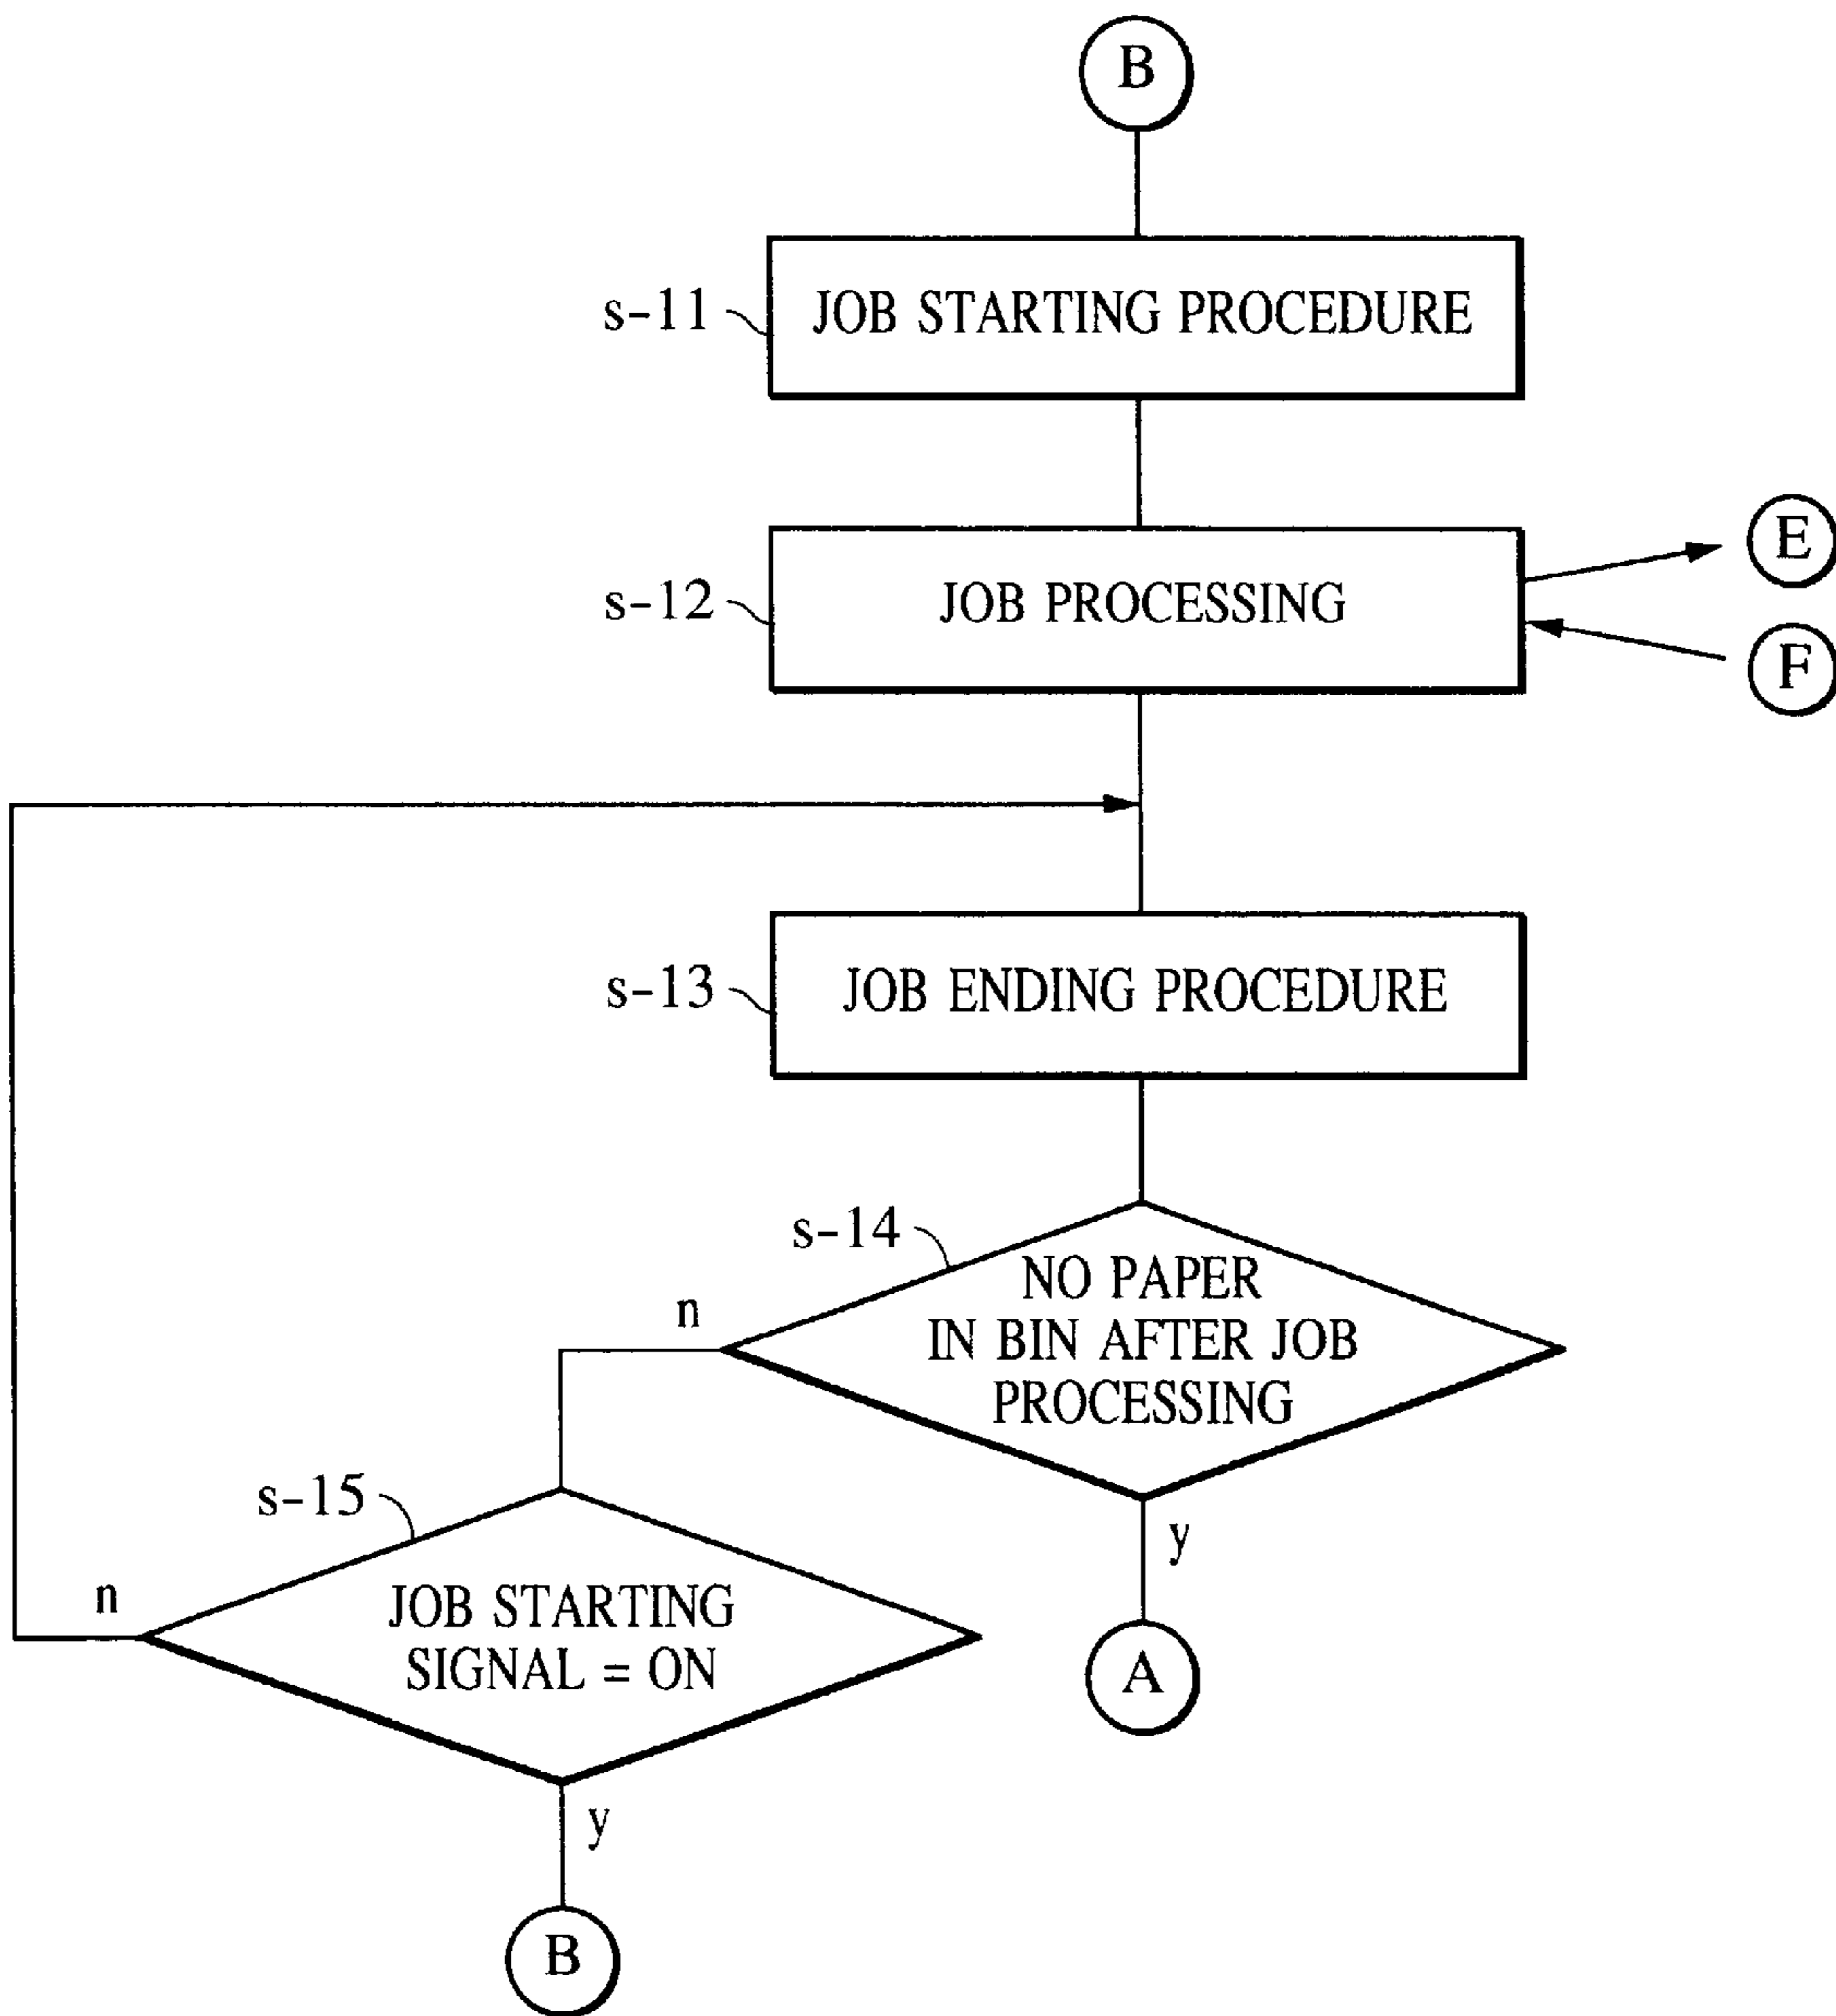 B
s-11
JOB STARTING PROCEDURE
E
s-12
JOB PROCESSING
F
s-13
JOB ENDING PROCEDURE
s-14
NO PAPER
n
IN BIN AFTER JOB
PROCESSING
s-15
y
n
JOB STARTING
SIGNAL = ON
A
y
B